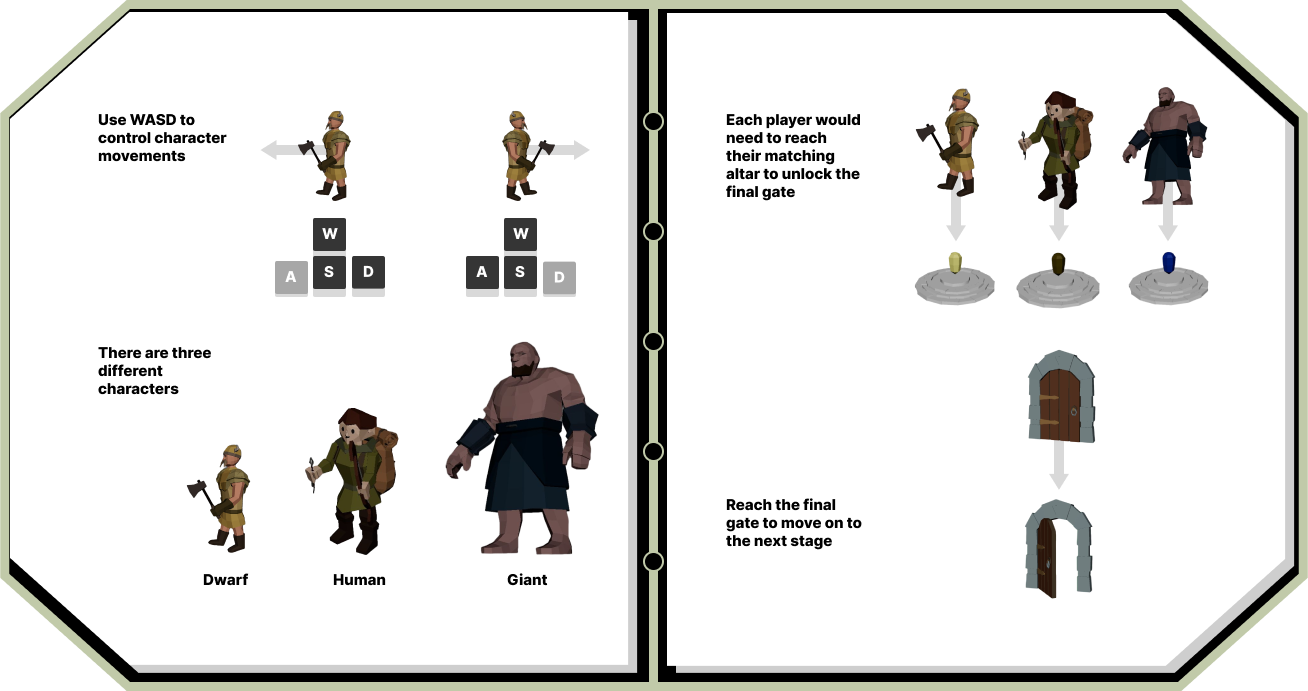 Use WASD to
control character
movements
W
A S D
W
A S D
There are three
different
characters
Dwarf
Human
Giant
Each player would
need to reach
their matching
altar to unlock the
final gate
Reach the final
gate to move on to
the next stage